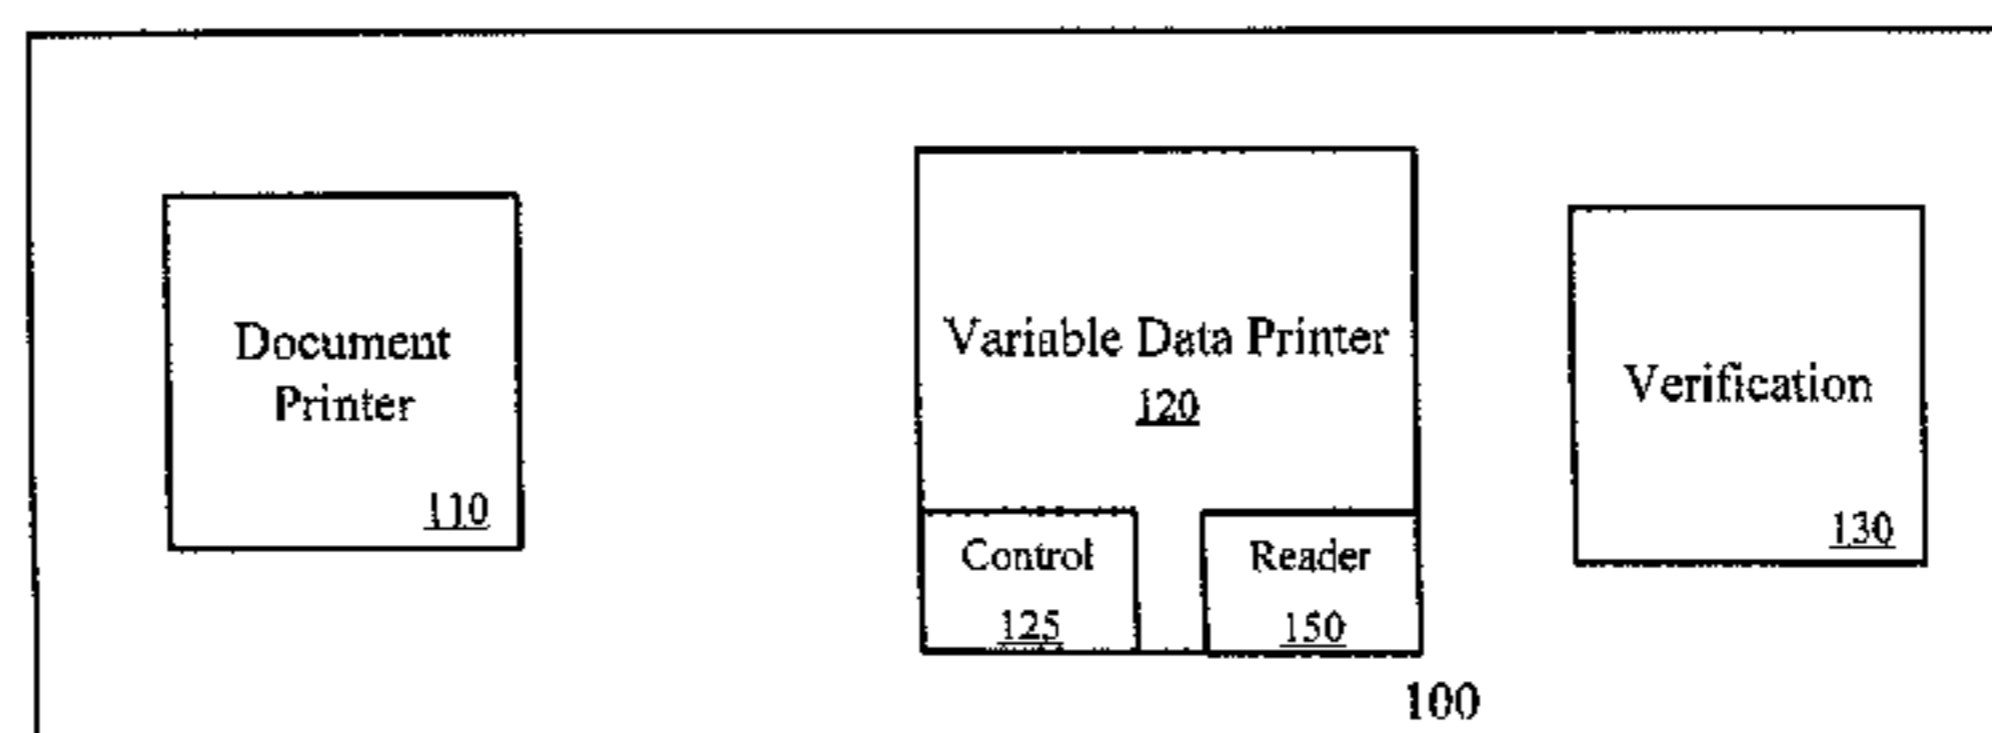 Document
Printer
110
Variable Data Printer
120
Control
125
Reader
150
Verification
130
100